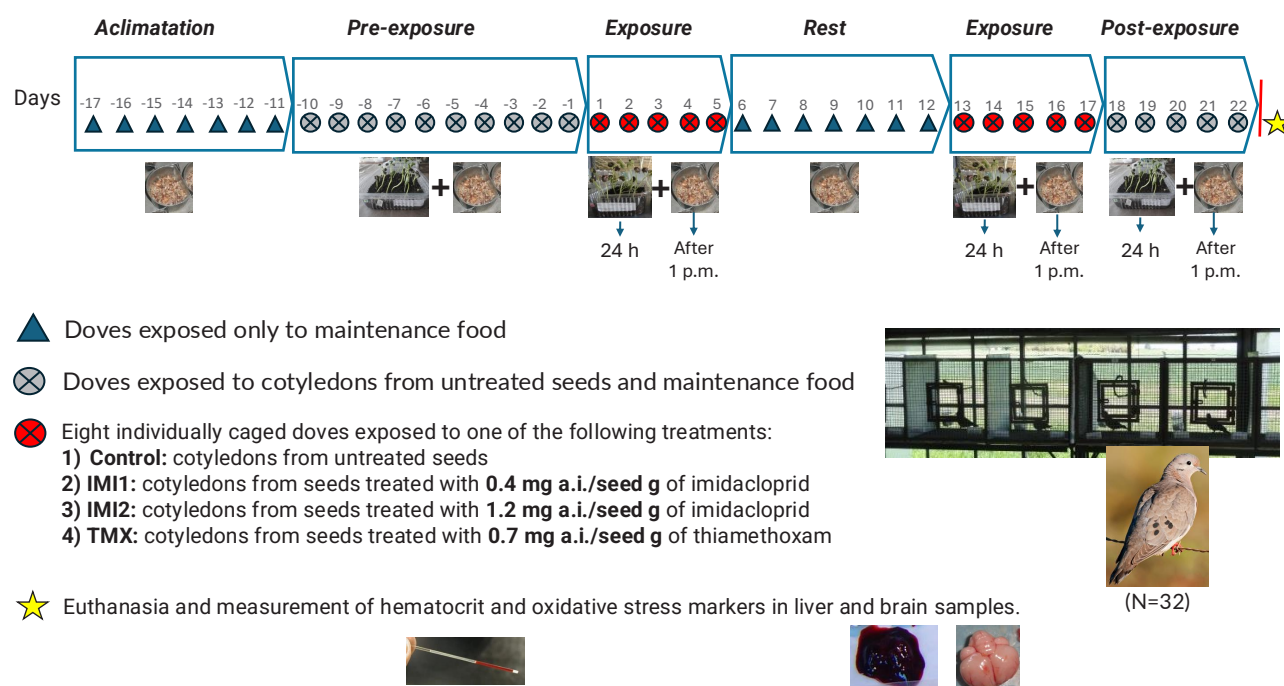 Aclimatation Pre-exposure Exposure Rest Exposure Post-exposure
Days -17 -16 -15 -14 -13 -12 -11 -10 -9 -8 -7 -6 -5 -4 -3 -2 -1 1 2 3 4 5 6 7 8 9 10 11 12 13 14 15 16 17 18 19 20 21 22
+ + + +
24 h After 1 p.m. 24 h After 1 p.m. 24 h After 1 p.m.
Doves exposed only to maintenance food
Doves exposed to cotyledons from untreated seeds and maintenance food
Eight individually caged doves exposed to one of the following treatments:
1) Control: cotyledons from untreated seeds
2) IMI1: cotyledons from seeds treated with 0.4 mg a.i./seed g of imidacloprid
3) IMI2: cotyledons from seeds treated with 1.2 mg a.i./seed g of imidacloprid
4) TMX: cotyledons from seeds treated with 0.7 mg a.i./seed g of thiamethoxam
(N=32)
Euthanasia and measurement of hematocrit and oxidative stress markers in liver and brain samples.